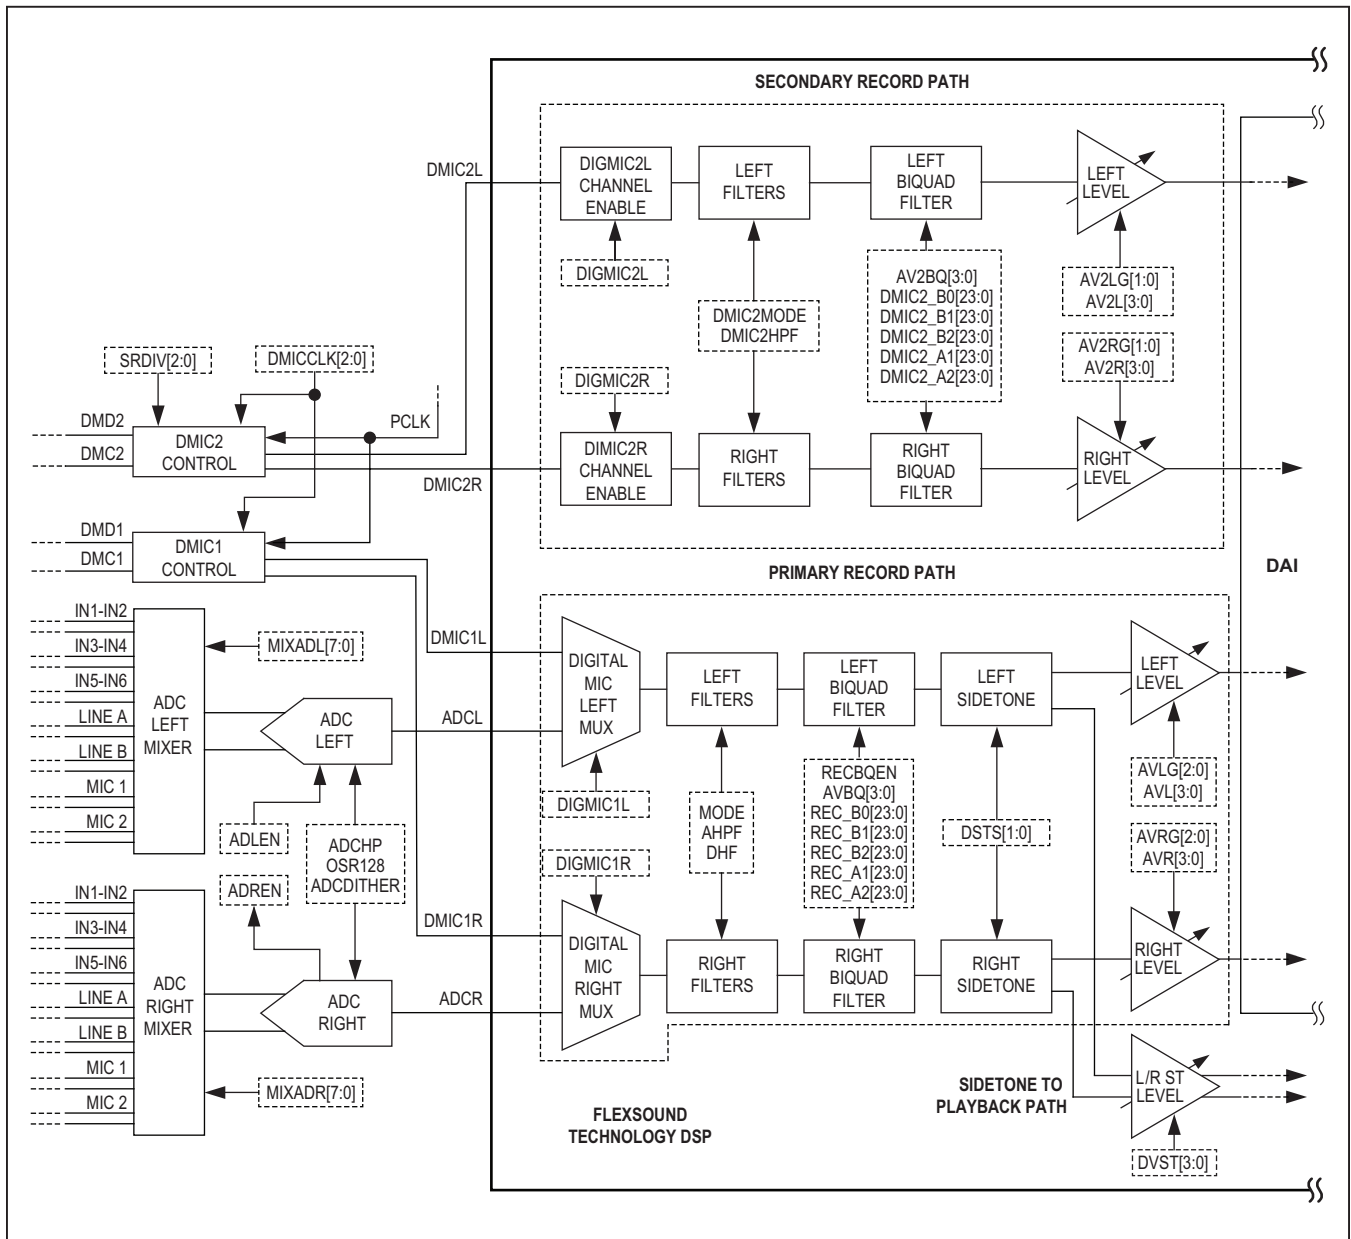 SECONDARY RECORD PATH
DMIC2L
DIGMIC2L
CHANNEL
ENABLE
LEFT
FILTERS
LEFT
BIQUAD
FILTER
LEFT
LEVEL
DIGMIC2L
DMIC2MODE
DMIC2HPF
AV2BQ[3:0]
DMIC2_B0[23:0]
DMIC2_B1[23:0]
DMIC2_B2[23:0]
DMIC2_A1[23:0]
DMIC2_A2[23:0]
AV2LG[1:0]
AV2L[3:0]
AV2RG[1:0]
AV2R[3:0]
SRDIV[2:0]
DMICCLK[2:0]
DIGMIC2R
PCLK
DMD2
DMC2
DMIC2
CONTROL
DMIC2R
DIMIC2R
CHANNEL
ENABLE
RIGHT
FILTERS
RIGHT
BIQUAD
FILTER
RIGHT
LEVEL
DMD1
DMC1
DMIC1
CONTROL
PRIMARY RECORD PATH
DAI
IN1-IN2
IN3-IN4
IN5-IN6
LINE A
LINE B
MIC 1
MIC 2
ADC
LEFT
MIXER
MIXADL[7:0]
ADC
LEFT
DMIC1L
ADCL
DIGITAL
MIC
LEFT
MUX
LEFT
FILTERS
LEFT
BIQUAD
FILTER
LEFT
SIDETONE
LEFT
LEVEL
ADLEN
ADCHP
OSR128
ADCDITHER
ADREN
DIGMIC1L
DIGMIC1R
MODE
AHPF
DHF
RECBQEN
AVBQ[3:0]
REC_B0[23:0]
REC_B1[23:0]
REC_B2[23:0]
REC_A1[23:0]
REC_A2[23:0]
DSTS[1:0]
AVLG[2:0]
AVL[3:0]
AVRG[2:0]
AVR[3:0]
IN1-IN2
IN3-IN4
IN5-IN6
LINE A
LINE B
MIC 1
MIC 2
ADC
RIGHT
MIXER
MIXADR[7:0]
ADC
RIGHT
DMIC1R
ADCR
DIGITAL
MIC
RIGHT
MUX
RIGHT
FILTERS
RIGHT
BIQUAD
FILTER
RIGHT
SIDETONE
RIGHT
LEVEL
FLEXSOUND
TECHNOLOGY DSP
SIDETONE TO
PLAYBACK PATH
L/R ST
LEVEL
DVST[3:0]